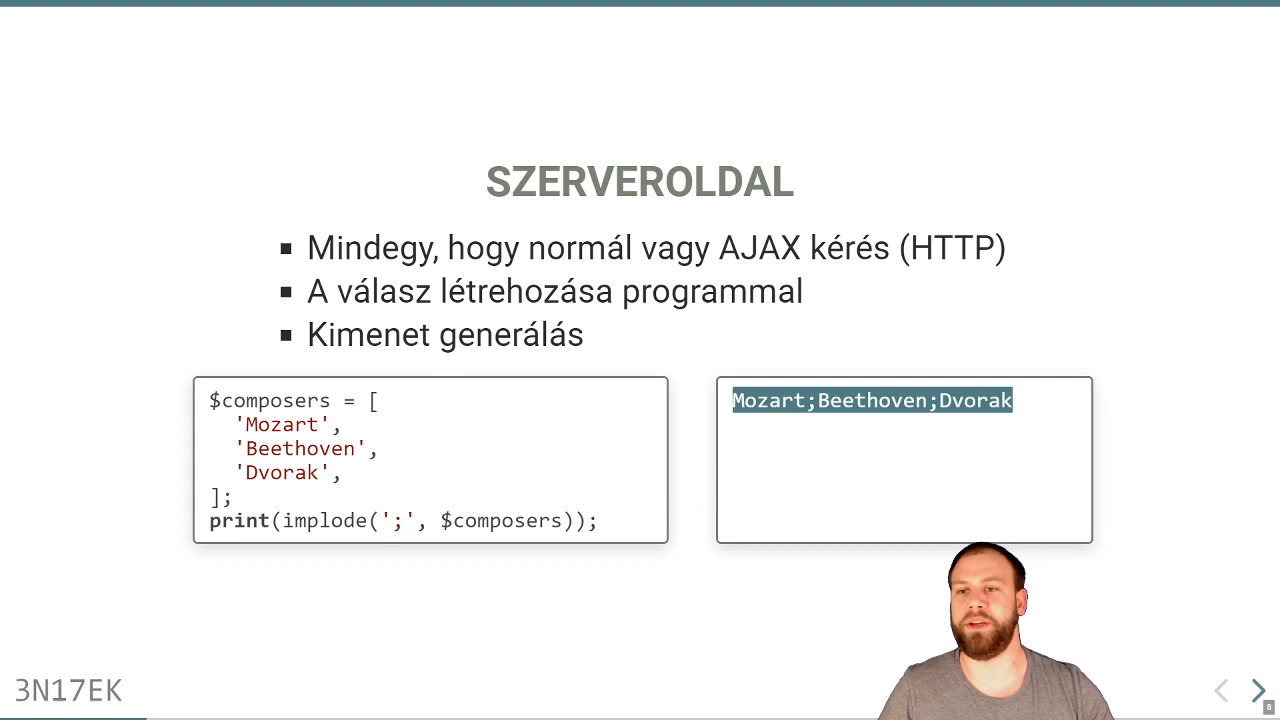 SZERVEROLDAL
Mindegy, hogy normál vagy AJAX kérés (HTTP)
A válasz létrehozása programmal
Kimenet generálás
$composers = [
  'Mozart',
  'Beethoven',
  'Dvorak',
];
print(implode(';', $composers));
Mozart;Beethoven;Dvorak
3N17EK
8